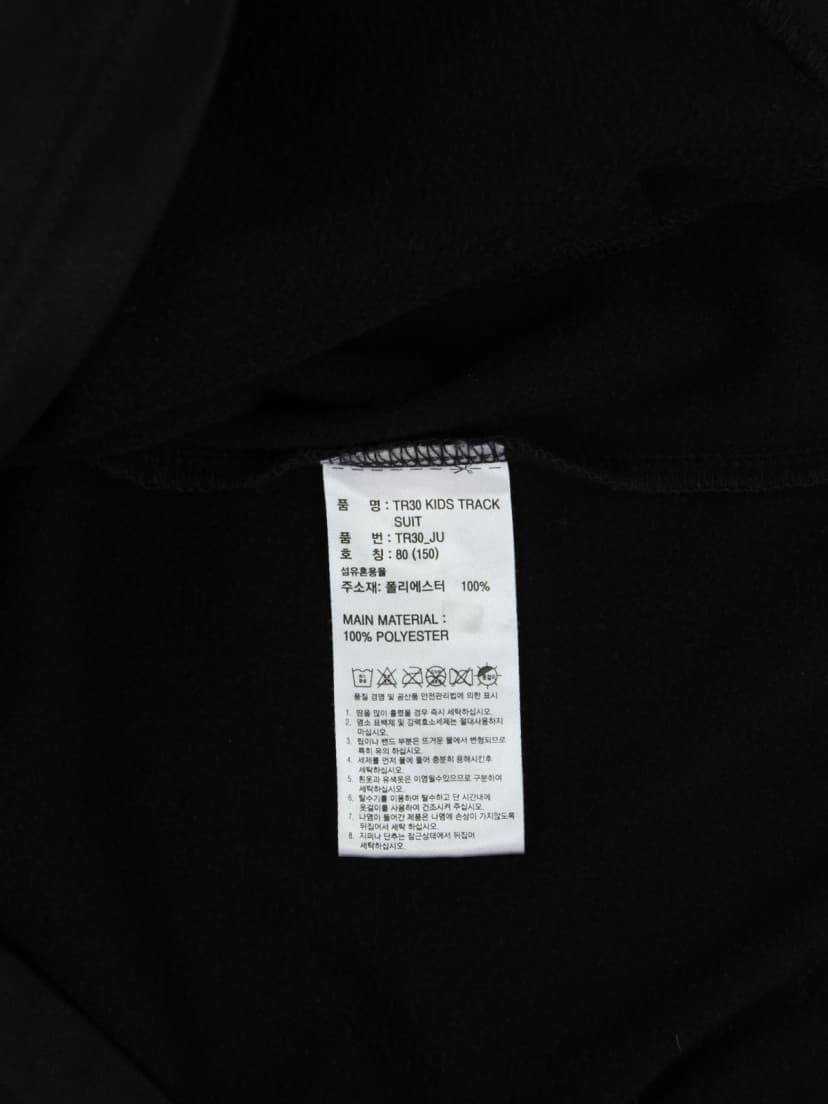 품 명 : TR30 KIDS TRACK
SUIT
품 번 : TR30_JU
호 칭 : 80 (150)
섬유혼용율
주소재: 폴리에스터 100%
MAIN MATERIAL :
100% POLYESTER
품질 경영 및 공산품 안전관리법에 의한 표시
1. 땀을 많이 흘렸을 경우 즉시 세탁하십시오.
2. 염소 표백제 및 강력효소세제는 절대사용하지
마십시오.
3. 립이나 밴드 부분은 뜨거운 물에서 변형되므로
특히 유의 하십시오.
4. 세제를 먼저 물에 풀어 충분히 용해시킨후
세탁하십시오.
5. 흰옷과 유색옷은 이염될수있으므로 구분하여
세탁하십시오.
6. 탈수기를 이용하여 탈수하고 단 시간내에
옷걸이를 사용하여 건조시켜 주십시오.
7. 나염이 들어간 제품은 나염에 손상이 가지않도록
뒤집어서 세탁 하십시오.
8. 지퍼나 단추는 잠근상태에서 뒤집어
세탁하십시오.